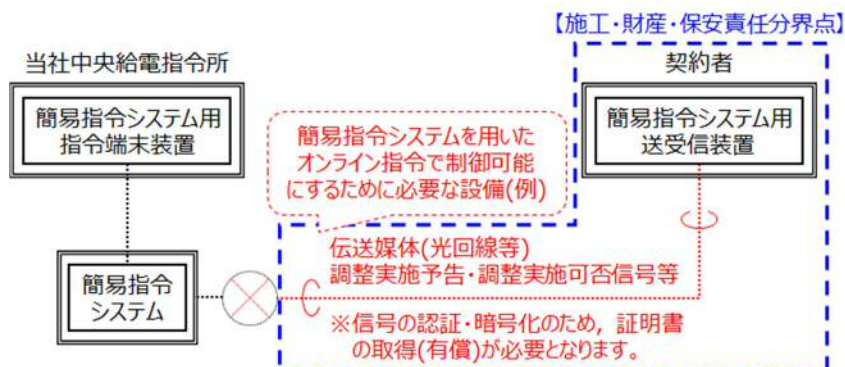 【施工・財産・保安責任分界点】
当社中央給電指令所
契約者
簡易指令システム用
指令端末装置
簡易指令システムを用いた
オンライン指令で制御可能
にするために必要な設備(例)
簡易指令システム用
送受信装置
伝送媒体(光回線等)
調整実施予告・調整実施可否信号等
簡易指令
システム
※信号の認証・暗号化のため, 証明書
の取得(有償)が必要となります。